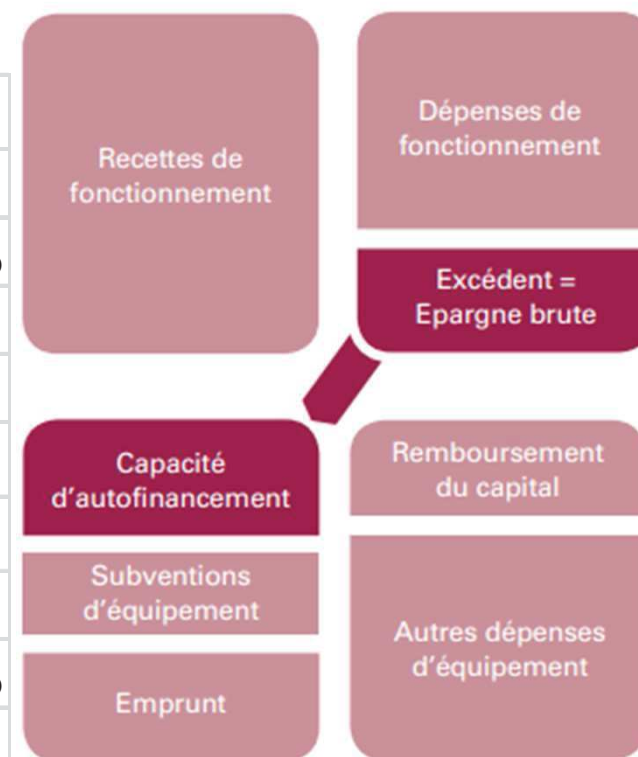 Recettes de
fonctionnement
Dépenses de
fonctionnement
Excédent =
Epargne brute
Capacité
d'autofinancement
Remboursement
du capital
Subventions
d'équipement
Autres dépenses
d'équipement
Emprunt